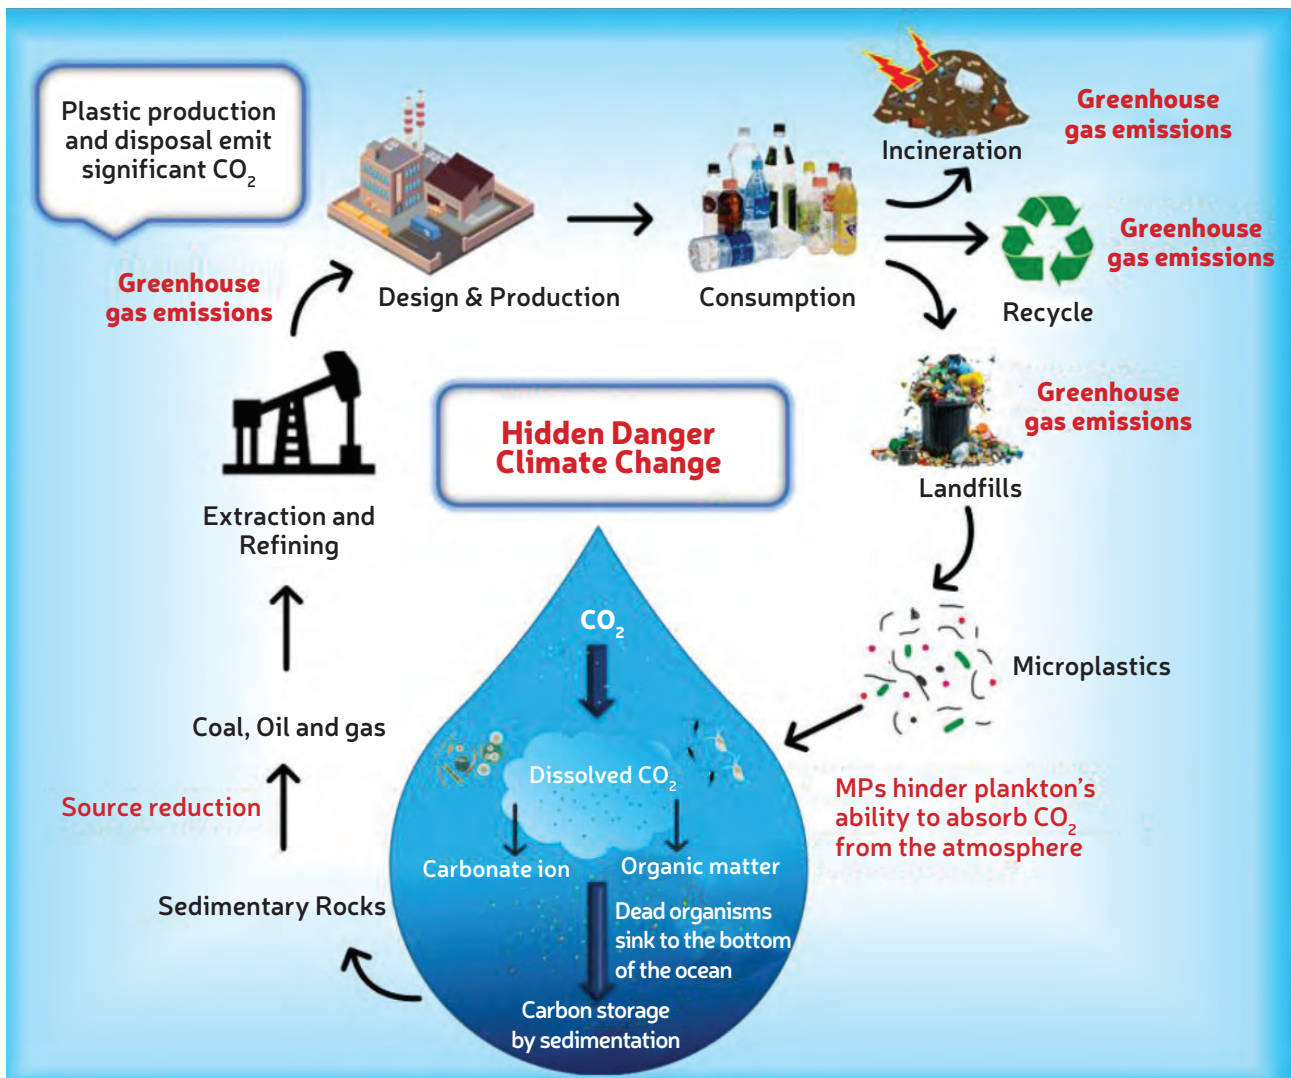 Plastic production
and disposal emit
significant CO₂
Greenhouse
gas emissions
Design & Production
Consumption
Incineration
Greenhouse
gas emissions
Recycle
Greenhouse
gas emissions
Landfills
Greenhouse
gas emissions
Hidden Danger
Climate Change
Extraction and
Refining
Coal, Oil and gas
Source reduction
Sedimentary Rocks
Microplastics
MPs hinder plankton's
ability to absorb CO₂
from the atmosphere
CO₂
Dissolved CO₂
Carbonate ion
Organic matter
Dead organisms
sink to the bottom
of the ocean
Carbon storage
by sedimentation